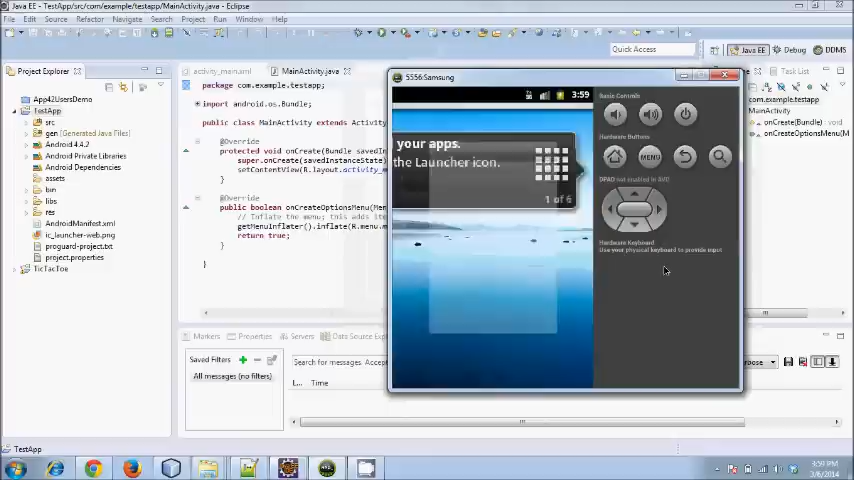 Java EE - TestApp/src/com/example/testapp/MainActivity.java - Eclipse
File Edit Source Refactor Navigate Search Project Run Window Help
Quick Access
Java EE
Debug
DDMS
Project Explorer
App42UsersDemo
TestApp
src
gen [Generated Java Files]
Android 4.4.2
Android Private Libraries
Android Dependencies
assets
bin
libs
res
AndroidManifest.xml
ic_launcher-web.png
proguard-project.txt
project.properties
TicTacToe
activity_main.xml
MainActivity.java
package com.example.testapp;
import android.os.Bundle;
public class MainActivity extends Activity
@Override
protected void onCreate(Bundle savedInstanc
super.onCreate(savedInstanceState
setContentView(R.layout.activity_m
}
@Override
public boolean onCreateOptionsMenu(M
// Inflate the menu; this adds ite
getMenuInflater().inflate(R.menu.m
return true;
}
}
5556:Samsung
3:59
your apps.
the Launcher icon.
1 of 6
Basic Controls
Hardware Buttons
MENU
DPAD not enabled in AVD
Hardware Keyboard
Use your physical keyboard to provide input
Task List
com.example.testapp
MainActivity
onCreate(Bundle)
onCreateOptionsMenu(M
Markers
Properties
Servers
Data Source Expl
Saved Filters
All messages (no filters)
Search for messages. Accep
L... Time
TestApp
3:59 PM
3/6/2014